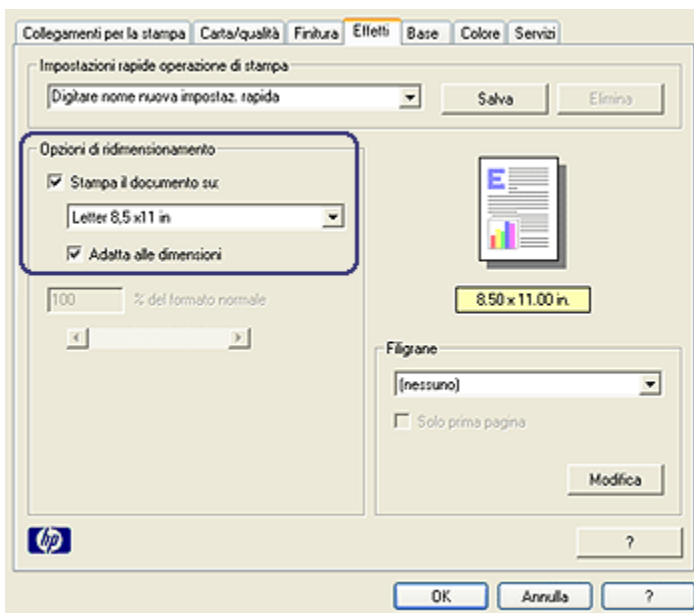 Collegamenti per la stampa Carta/qualità Finitura Effetti Base Colore Servizi
Impostazioni rapide operazione di stampa
Digitare nome nuova impostaz. rapida Salva Elimina
Opzioni di ridimensionamento
Stampa il documento su:
Letter 8,5 x11 in
Adatta alle dimensioni
E
100 % del formato normale
8.50 x 11.00 in.
Filigrane
(nessuno)
Solo prima pagina
Modifica
hp ?
OK Annulla ?